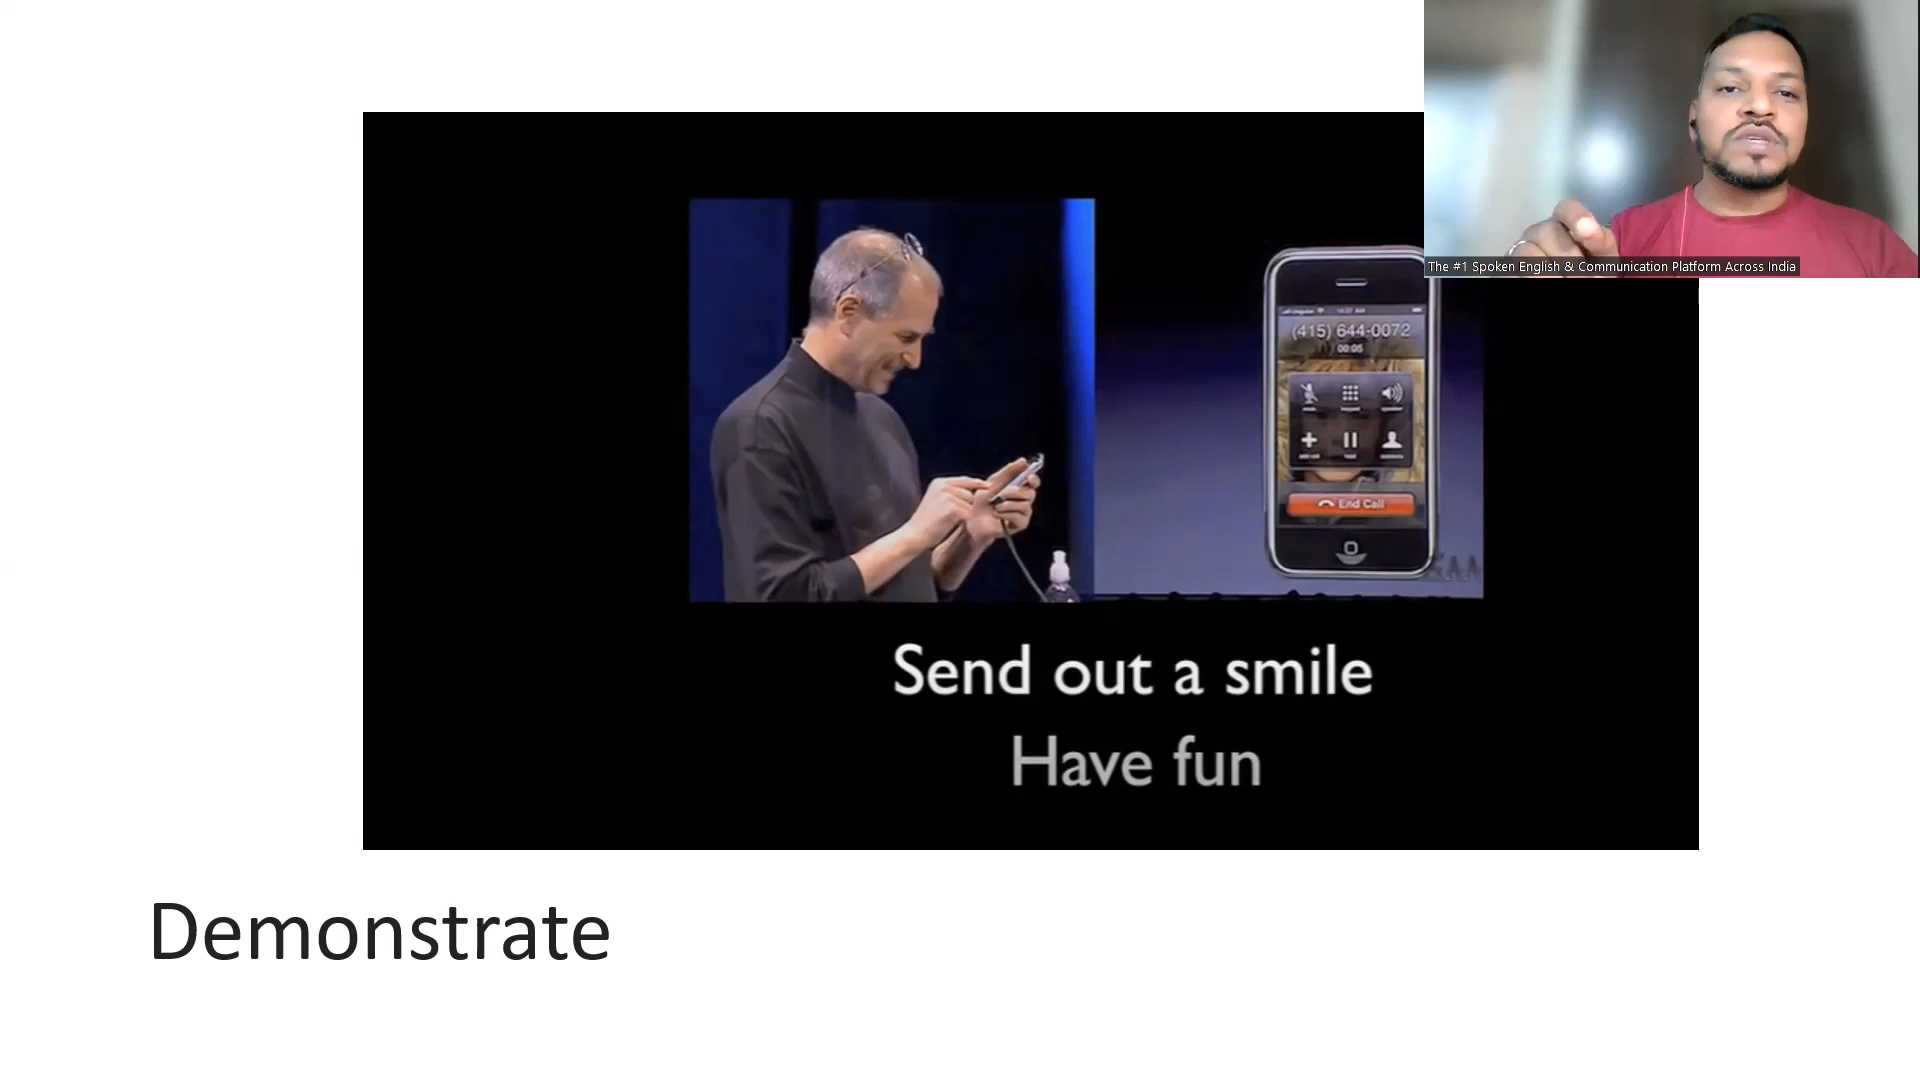 The #1 Spoken English & Communication Platform Across India
(415) 644-0072
00:05
End Call
Send out a smile
Have fun
Demonstrate